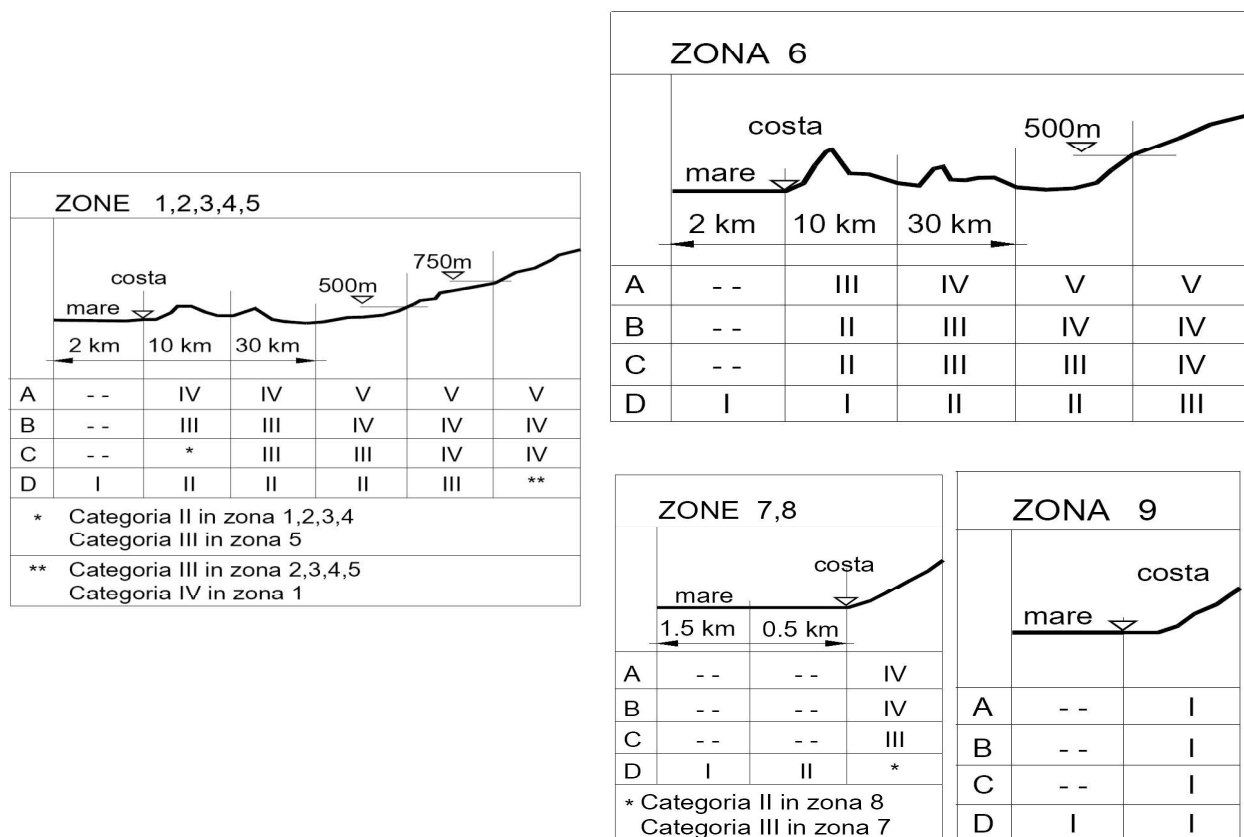 ZONE 1,2,3,4,5
costa
mare
500m
750m
2 km 10 km 30 km
A -- IV IV V V V
B -- III III IV IV IV
C -- * III III IV IV
D I II II II III **
* Categoria II in zona 1,2,3,4
Categoria III in zona 5
** Categoria III in zona 2,3,4,5
Categoria IV in zona 1
ZONA 6
costa
500m
mare
2 km 10 km 30 km
A -- III IV V V
B -- II III IV IV
C -- II III III IV
D I I II II III
ZONE 7,8
costa
mare
1.5 km 0.5 km
A -- -- IV
B -- -- IV
C -- -- III
D I II *
* Categoria II in zona 8
Categoria III in zona 7
ZONA 9
costa
mare
A -- I
B -- I
C -- I
D I I